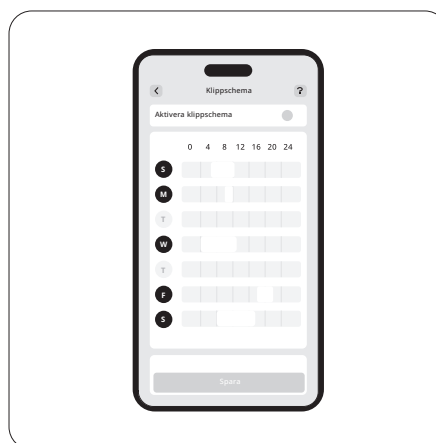 Klippschema ?
Aktivera klippschema
0 4 8 12 16 20 24
S
M
T
W
T
F
S
Spara